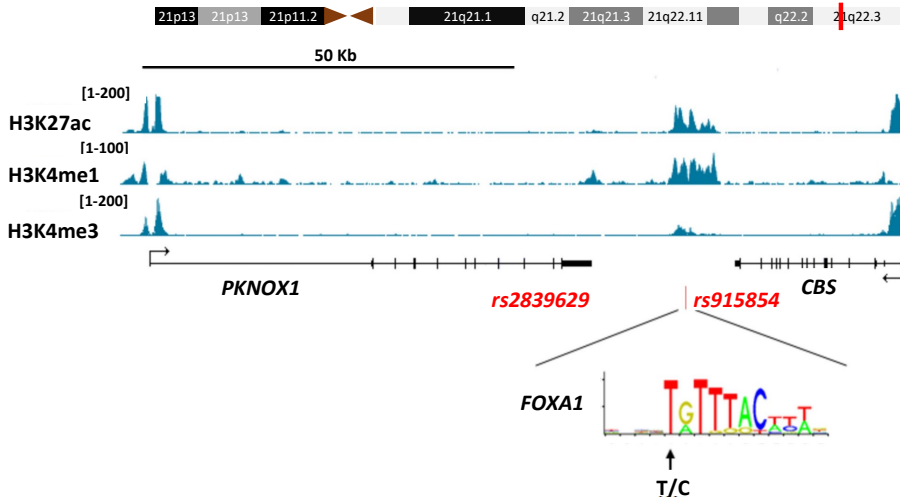 21p13 21p13 21p11.2 21q21.1 q21.2 21q21.3 21q22.11 q22.2 21q22.3
50 Kb
[1-200]
H3K27ac
[1-100]
H3K4me1
[1-200]
H3K4me3
PKNOX1 CBS
rs2839629 rs915854
FOXA1 TGTTTAC
T/C